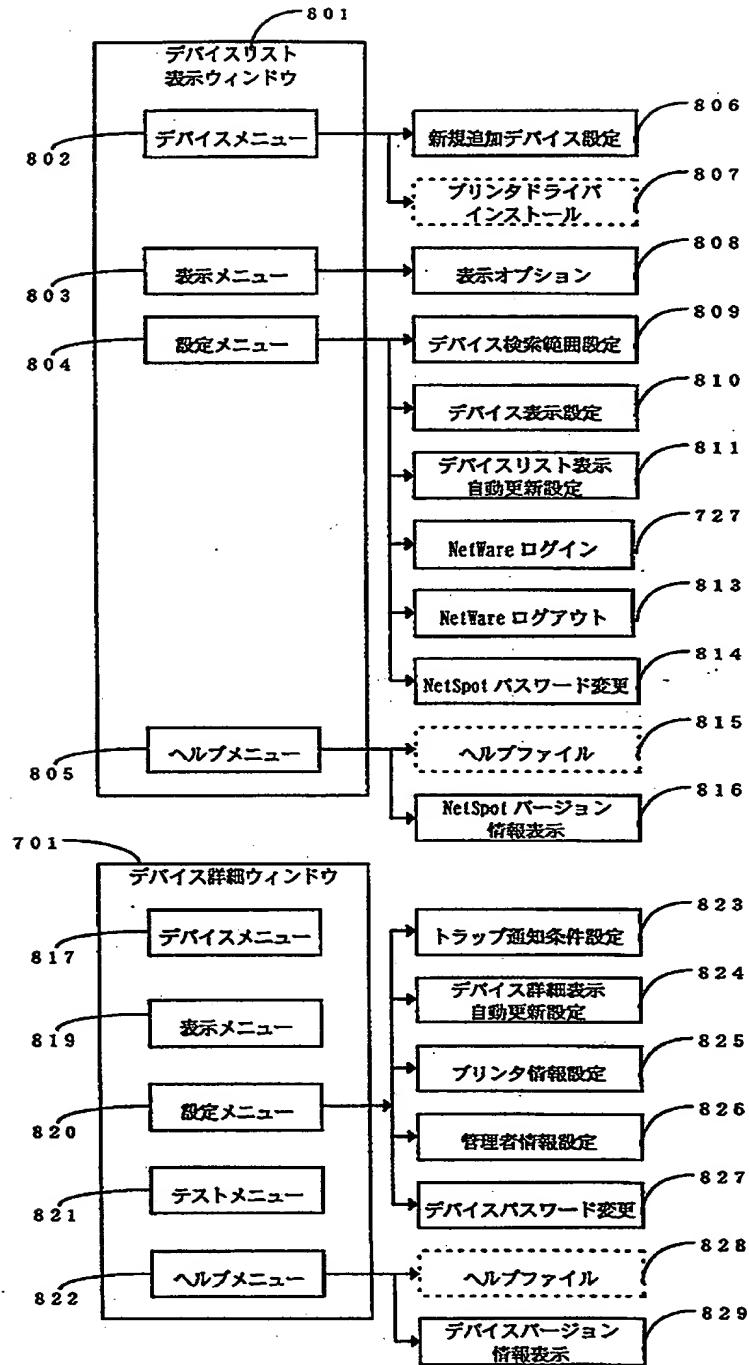 801
デバイスリスト
表示ウィンドウ
802
デバイスメニュー
新規追加デバイス設定
806
プリンタドライバ
インストール
807
803
表示メニュー
表示オプション
808
804
設定メニュー
デバイス検索範囲設定
809
デバイス表示設定
810
デバイスリスト表示
自動更新設定
811
NetWare ログイン
727
NetWare ログアウト
813
NetSpot パスワード変更
814
805
ヘルプメニュー
ヘルプファイル
815
NetSpot バージョン
情報表示
816
701
デバイス詳細ウィンドウ
817
デバイスメニュー
819
表示メニュー
820
設定メニュー
トラップ通知条件設定
823
デバイス詳細表示
自動更新設定
824
プリンタ情報設定
825
管理者情報設定
826
デバイスパスワード変更
827
821
テストメニュー
822
ヘルプメニュー
ヘルプファイル
828
デバイスバージョン
情報表示
829